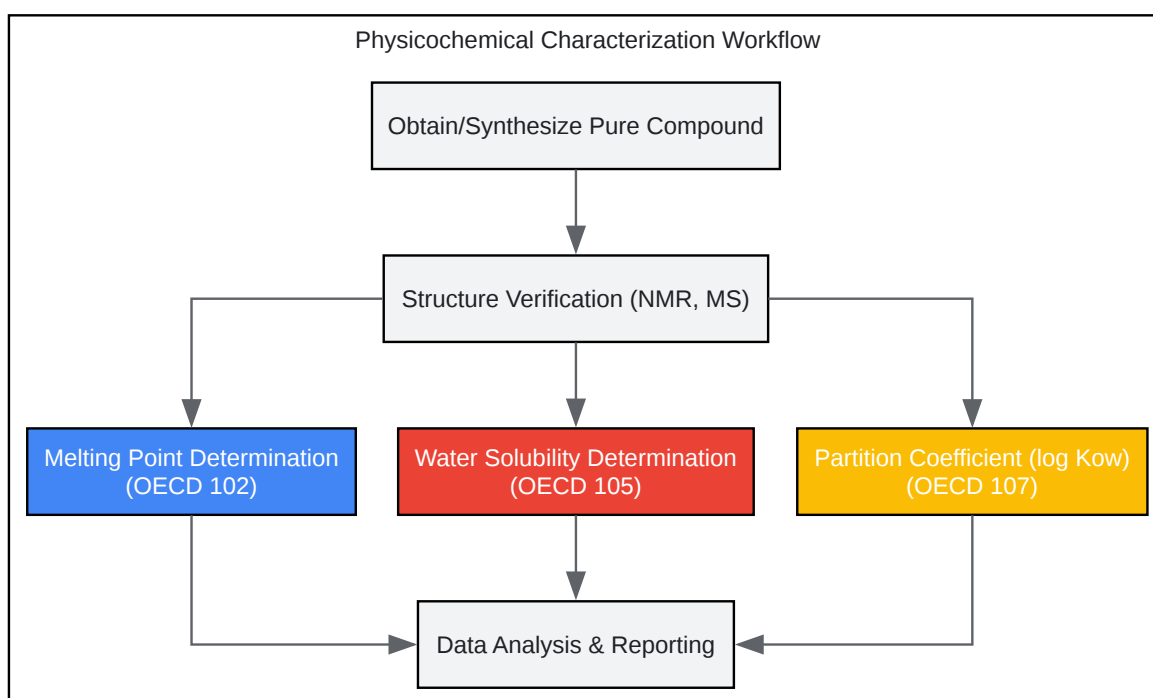 Physicochemical Characterization Workflow
Obtain/Synthesize Pure Compound
Structure Verification (NMR, MS)
Melting Point Determination
(OECD 102)
Water Solubility Determination
(OECD 105)
Partition Coefficient (log Kow)
(OECD 107)
Data Analysis & Reporting